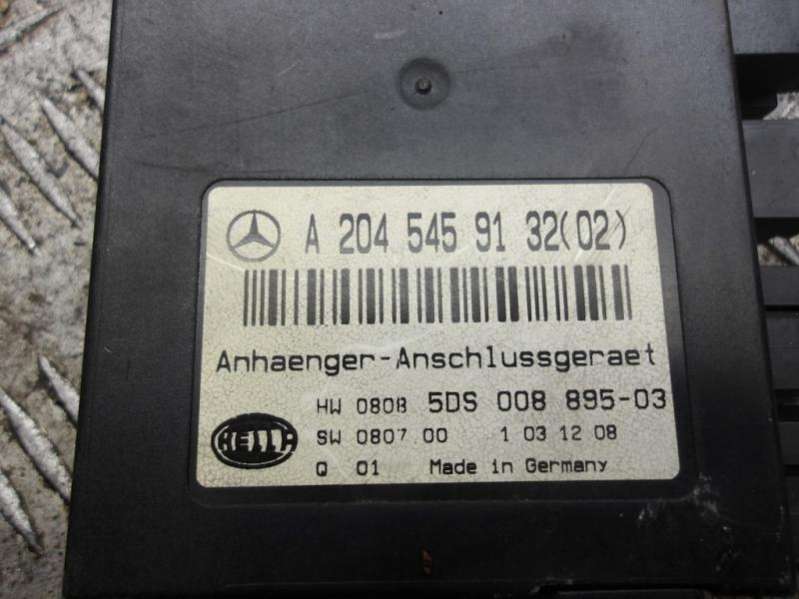 A 204 545 91 32(02)
Anhaenger-Anschlussgeraet
HW 0808 5DS 008 895-03
HELLA SW 0807 00 1 03 12 08
Q 01 Made in Germany